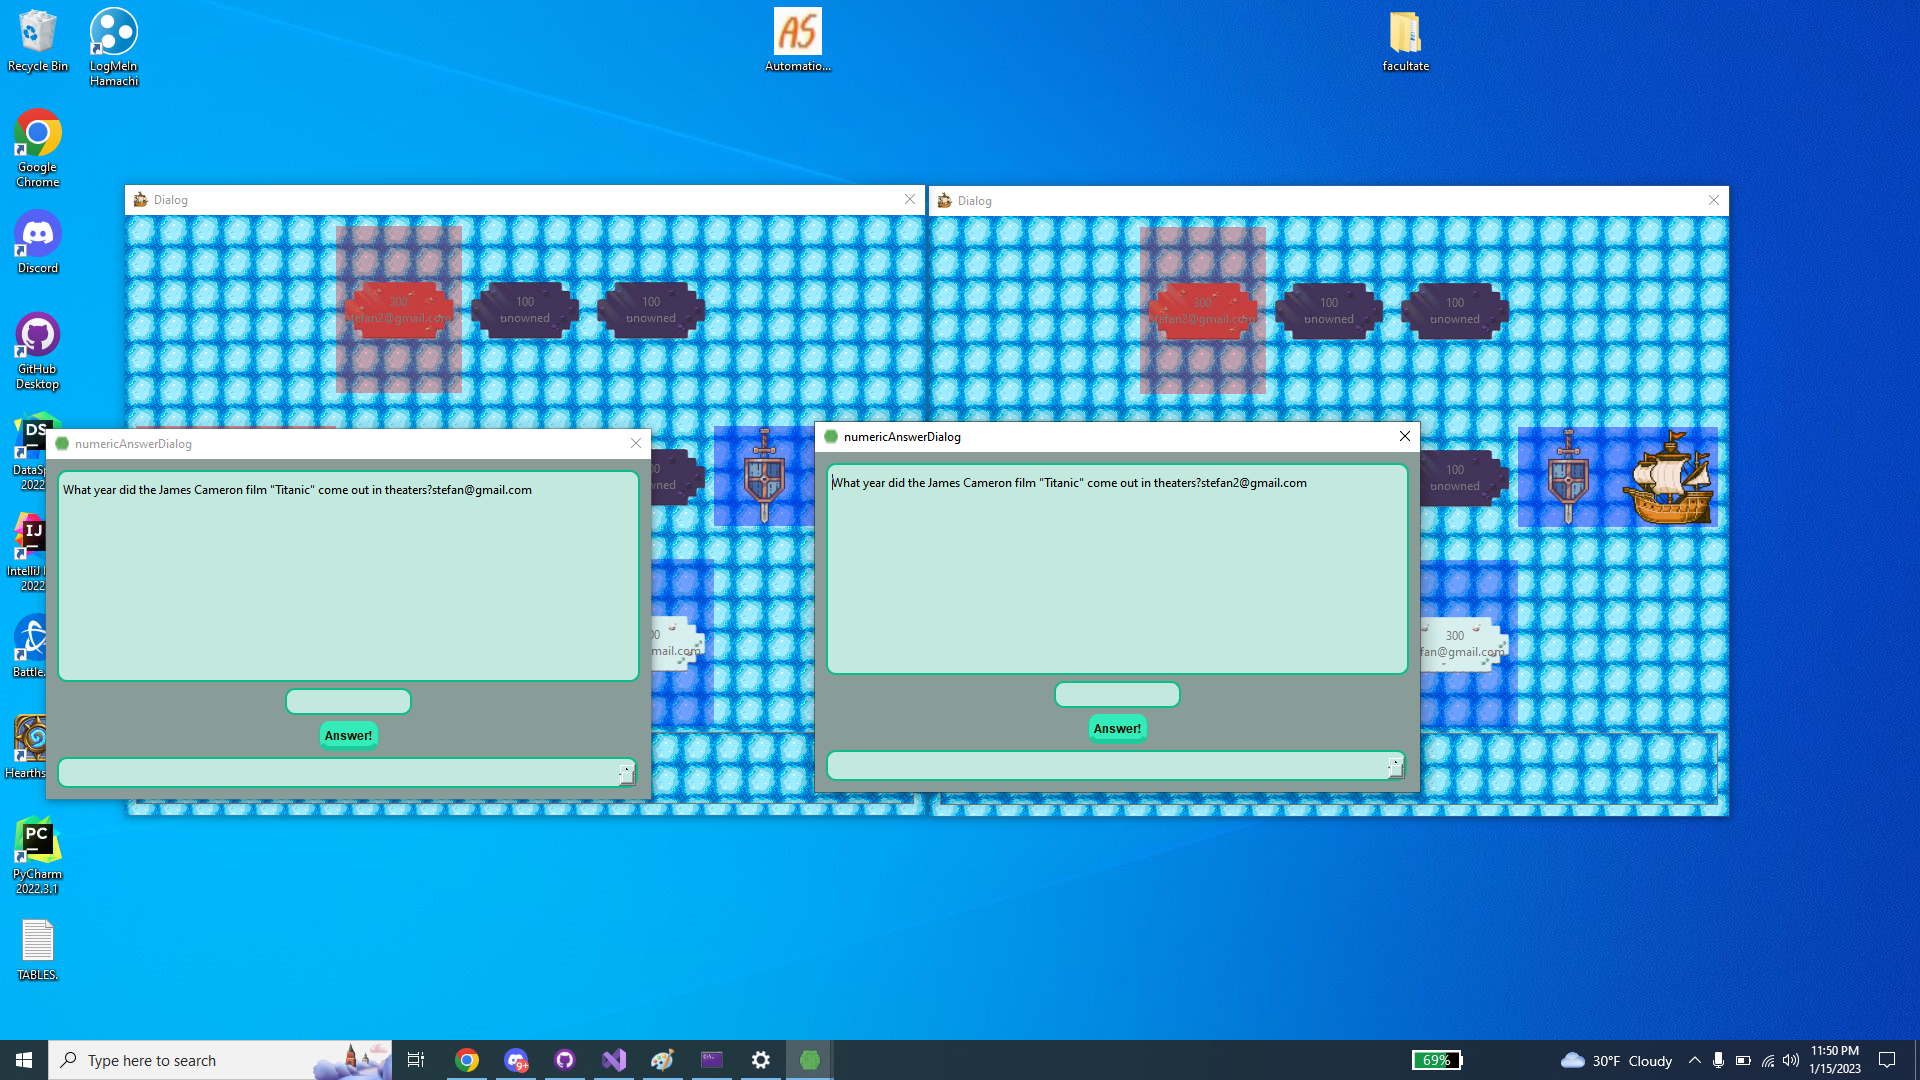 Recycle Bin
LogMeIn
Hamachi
Automatio...
facultate
Google
Chrome
Discord
GitHub
Desktop
DS
DataSp
2022
IJ
IntelliJ I
2022
Battle.
Hearths
PC
PyCharm
2022.3.1
TABLES.
Dialog
300
stefan2@gmail.com
100
unowned
100
unowned
numericAnswerDialog
What year did the James Cameron film "Titanic" come out in theaters?stefan@gmail.com
Answer!
00
wned
00
mail.com
Dialog
300
stefan2@gmail.com
100
unowned
100
unowned
100
unowned
numericAnswerDialog
What year did the James Cameron film "Titanic" come out in theaters?stefan2@gmail.com
Answer!
300
fan@gmail.com
Type here to search
9+
69%
30°F Cloudy
11:50 PM
1/15/2023